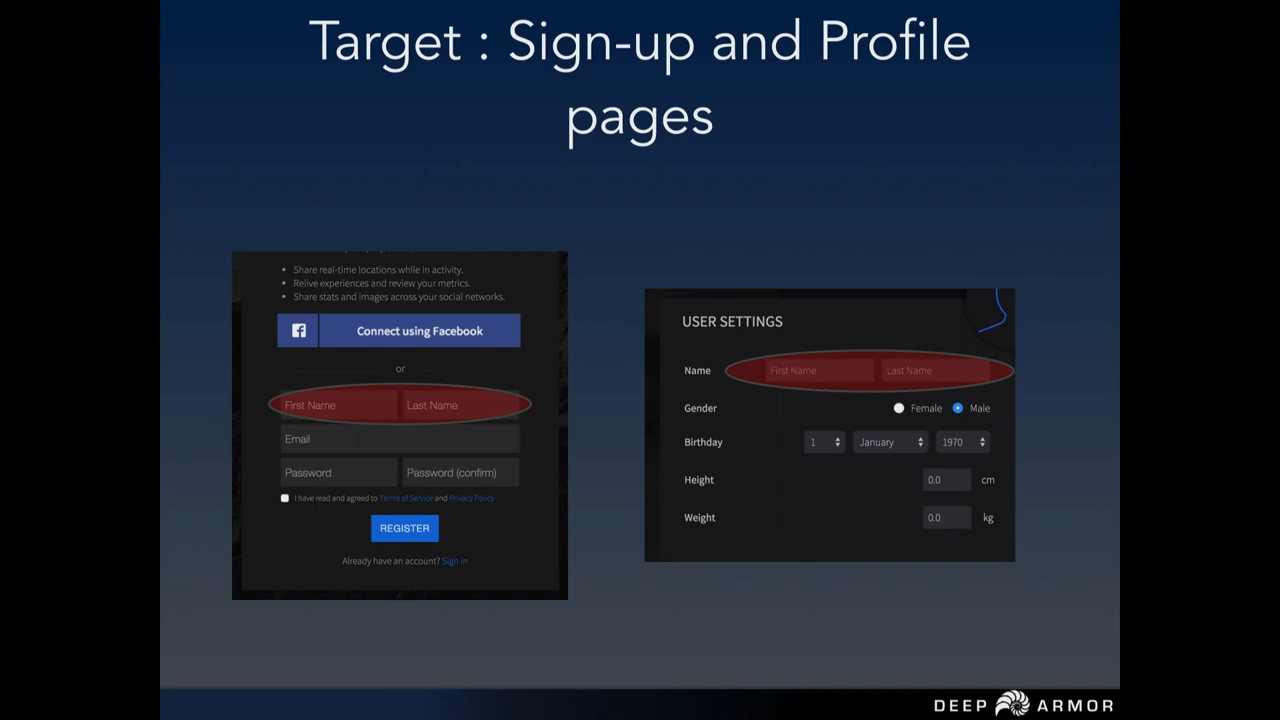 Target : Sign-up and Profile
pages
Share real-time locations while in activity.
Relive experiences and review your metrics.
Share stats and images across your social networks.
Connect using Facebook
or
First Name Last Name
Email
Password Password (confirm)
I have read and agreed to Terms of Service and Privacy Policy
REGISTER
Already have an account? Sign in
USER SETTINGS
Name First Name Last Name
Gender Female Male
Birthday 1 January 1970
Height 0.0 cm
Weight 0.0 kg
DEEP ARMOR